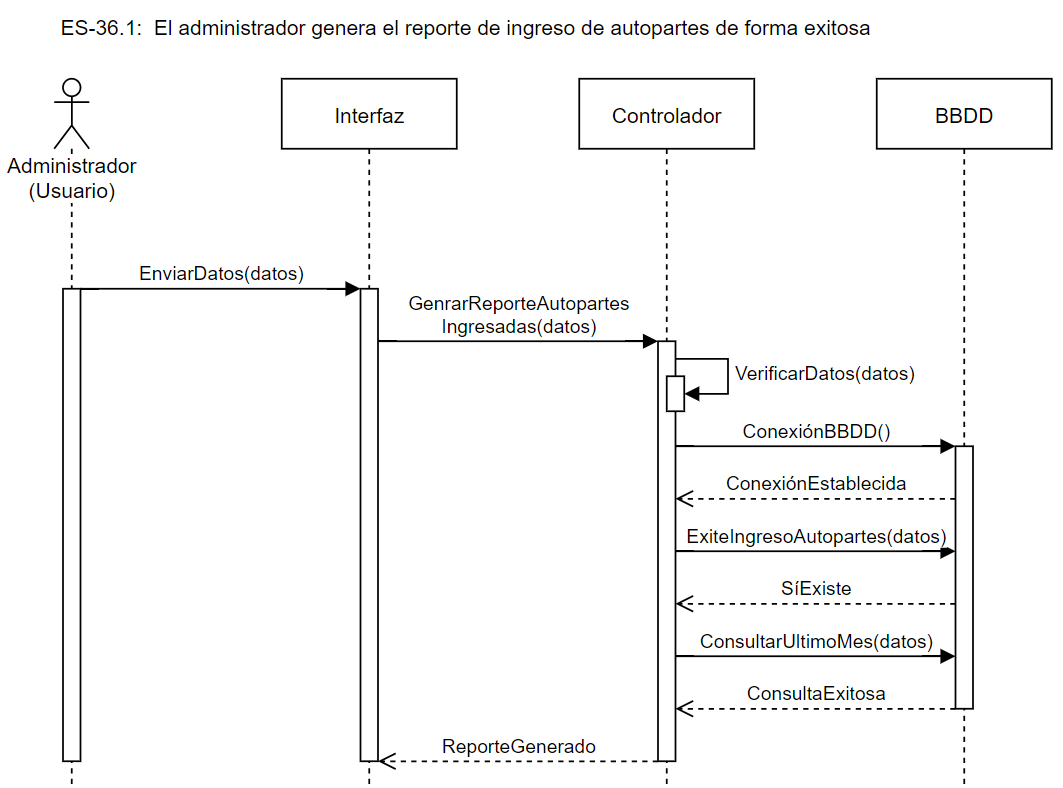 ES-36.1:  El administrador genera el reporte de ingreso de autopartes de forma exitosa
Administrador
(Usuario)
Interfaz
Controlador
BBDD
EnviarDatos(datos)
GenrarReporteAutopartes
Ingresadas(datos)
VerificarDatos(datos)
ConexiónBBDD()
ConexiónEstablecida
ExiteIngresoAutopartes(datos)
SíExiste
ConsultarUltimoMes(datos)
ConsultaExitosa
ReporteGenerado